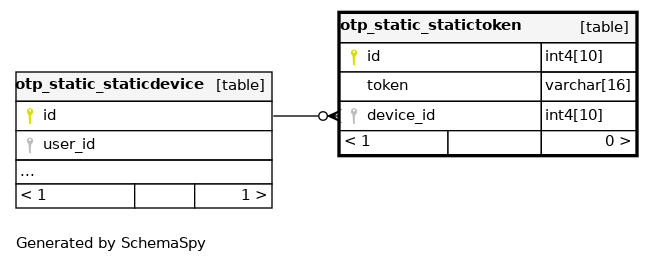 otp_static_staticdevice [table]
id
user_id
...
< 1 1 >
otp_static_statictoken [table]
id int4[10]
token varchar[16]
device_id int4[10]
< 1 0 >
Generated by SchemaSpy